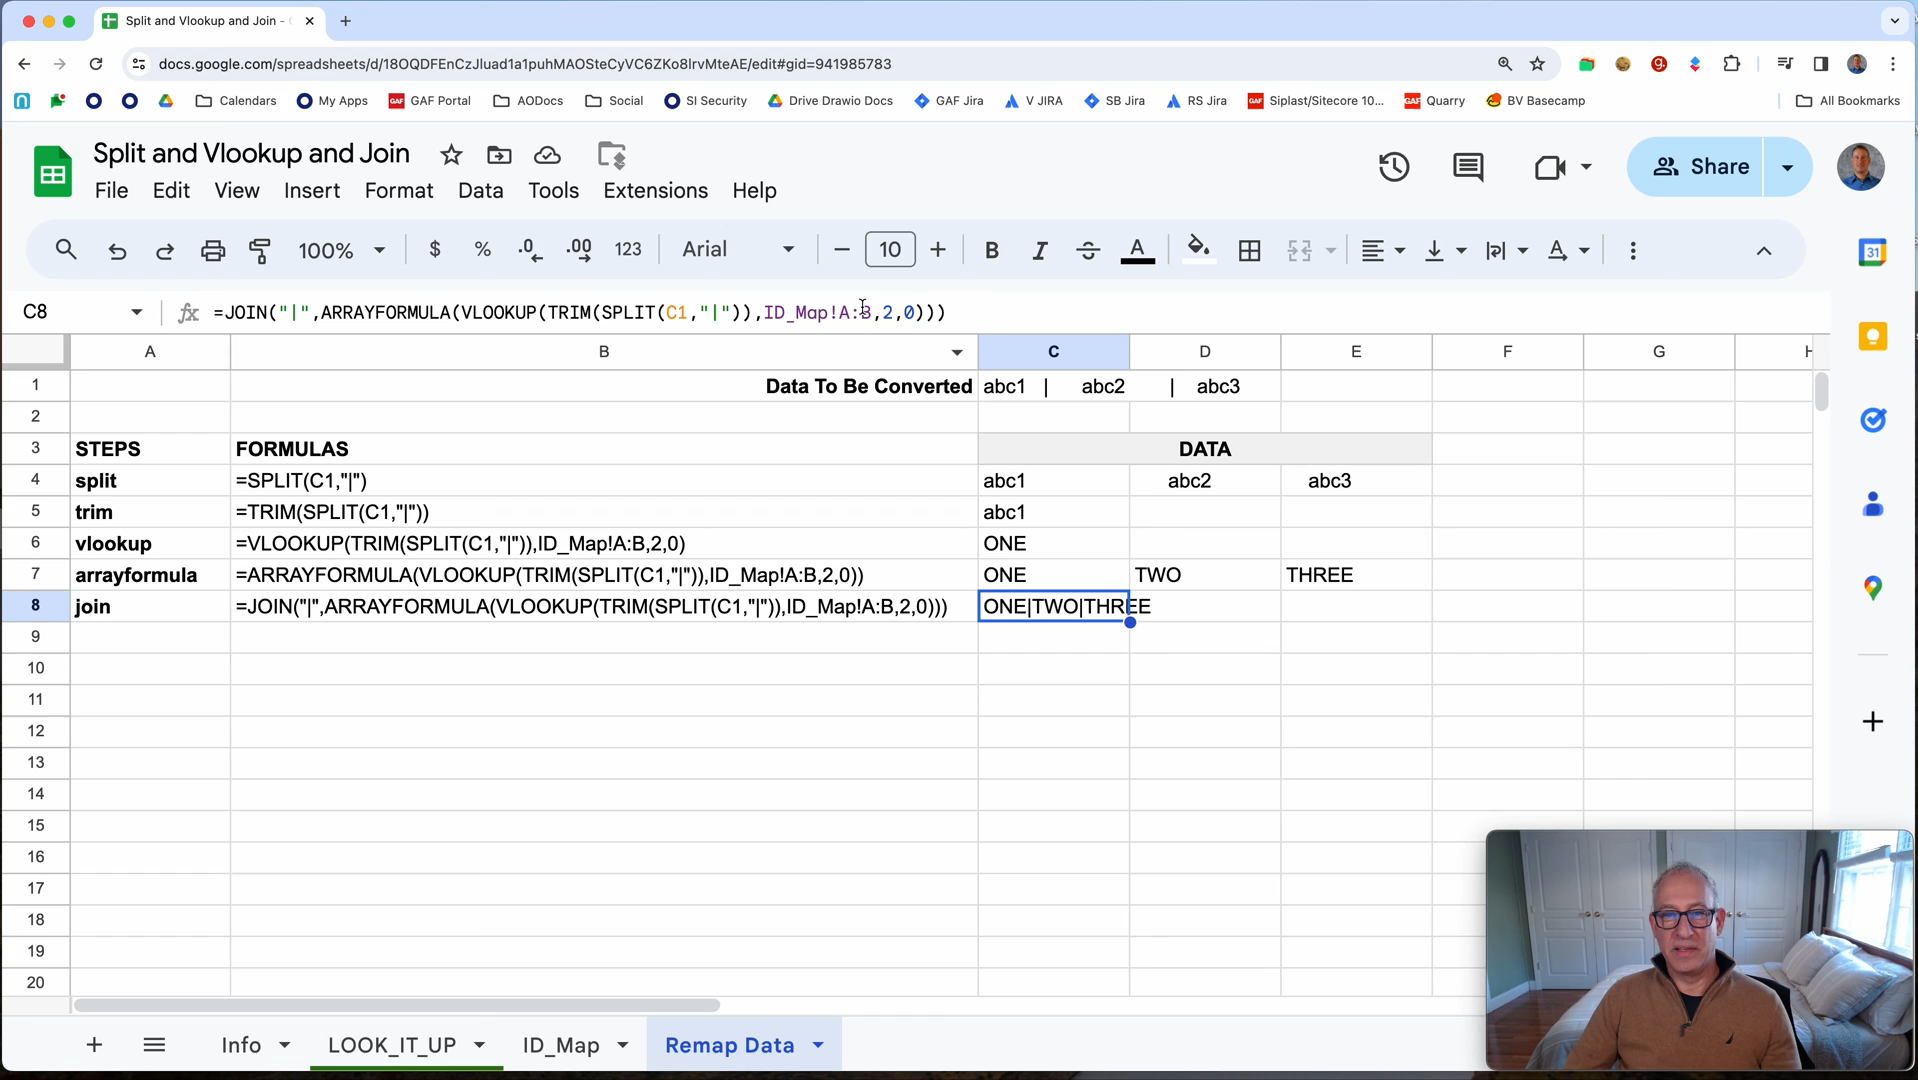 Split and Vlookup and Join -
docs.google.com/spreadsheets/d/18OQDFEnCzJluad1a1puhMAOSteCyVC6ZKo8lrvMteAE/edit#gid=941985783
Calendars My Apps GAF Portal AODocs Social SI Security Drive Drawio Docs GAF Jira V JIRA SB Jira RS Jira Siplast/Sitecore 10... Quarry BV Basecamp All Bookmarks
Split and Vlookup and Join
Share
File Edit View Insert Format Data Tools Extensions Help
100% $ % .0 .00 123 Arial 10 B I S A
31
C8 fx =JOIN("|",ARRAYFORMULA(VLOOKUP(TRIM(SPLIT(C1,"|")),ID_Map!A:B,2,0)))
A B C D E F G H
1 Data To Be Converted abc1 | abc2 | abc3
2
3 STEPS FORMULAS DATA
4 split =SPLIT(C1,"|") abc1 abc2 abc3
5 trim =TRIM(SPLIT(C1,"|")) abc1
6 vlookup =VLOOKUP(TRIM(SPLIT(C1,"|")),ID_Map!A:B,2,0) ONE
7 arrayformula =ARRAYFORMULA(VLOOKUP(TRIM(SPLIT(C1,"|")),ID_Map!A:B,2,0)) ONE TWO THREE
8 join =JOIN("|",ARRAYFORMULA(VLOOKUP(TRIM(SPLIT(C1,"|")),ID_Map!A:B,2,0))) ONE|TWO|THREE
9
10
11
12
13
14
15
16
17
18
19
20
Info LOOK_IT_UP ID_Map Remap Data